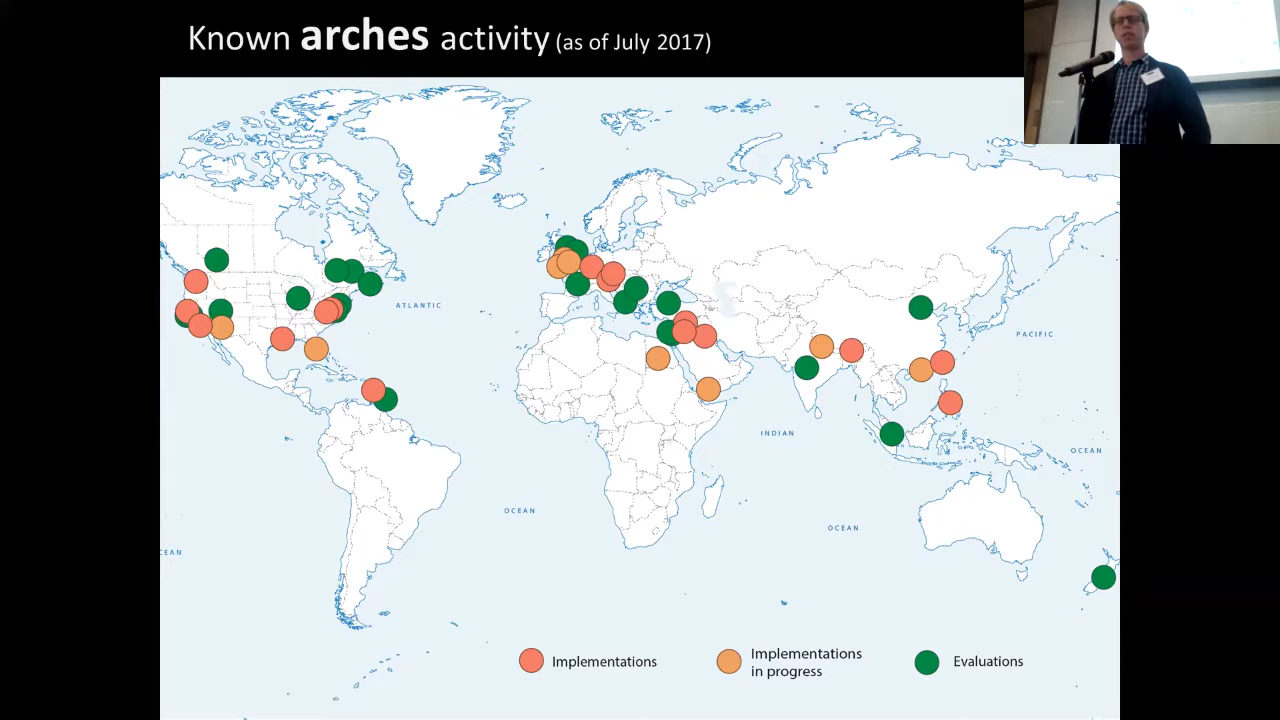 Known arches activity (as of July 2017)
ATLANTIC
PACIFIC
INDIAN
OCEAN
OCEAN
OCEAN
EAN
Implementations
Implementations
in progress
Evaluations